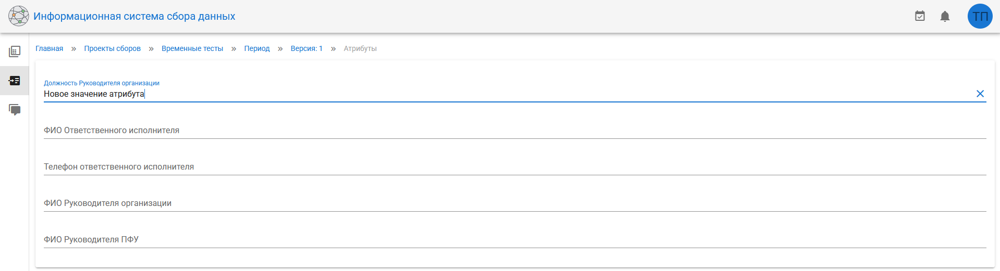 Информационная система сбора данных
ТП
Главная » Проекты сборов » Временные тесты » Период » Версия: 1 » Атрибуты
Должность Руководителя организации
Новое значение атрибута
ФИО Ответственного исполнителя
Телефон ответственного исполнителя
ФИО Руководителя организации
ФИО Руководителя ПФУ